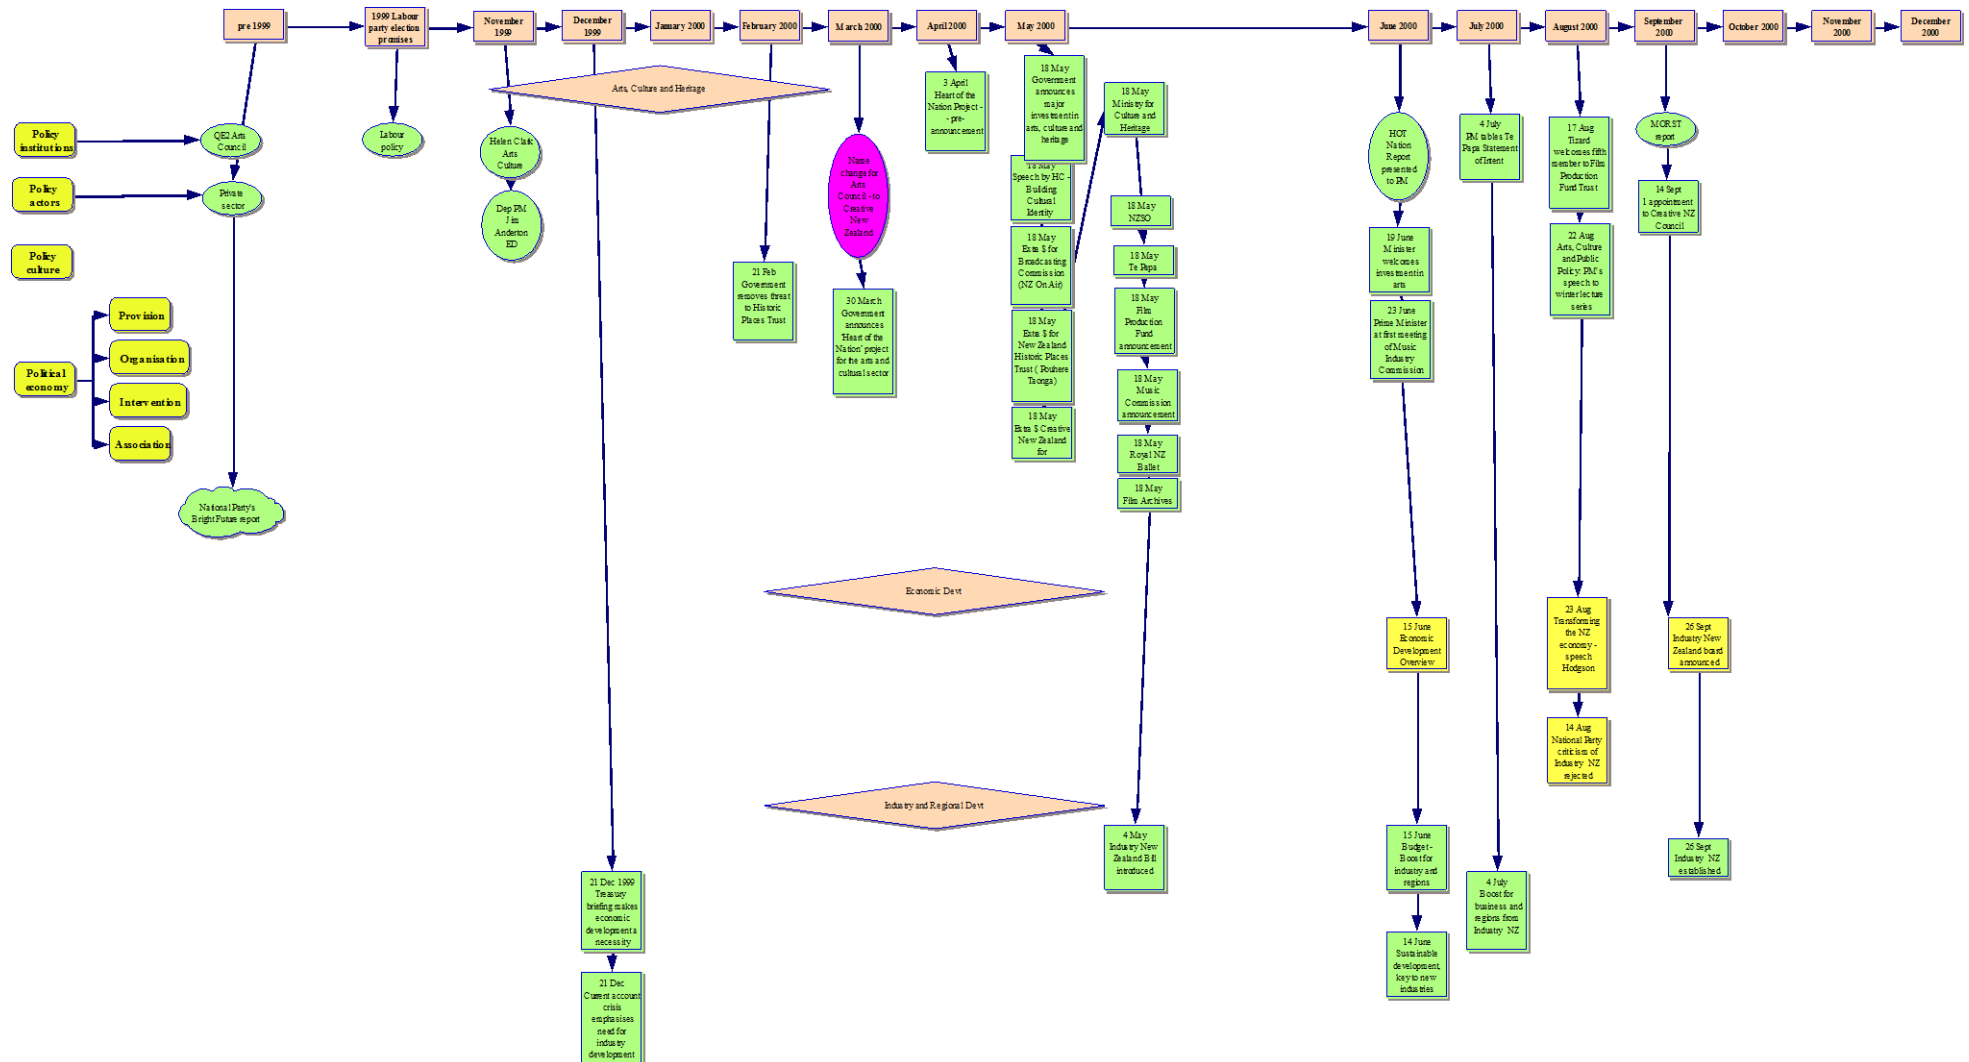 pre 1999
1999 Labour
party election
promises
November
1999
December
1999
January 2000
February 2000
March 2000
April 2000
May 2000
June 2000
July 2000
August 2000
September
2000
October 2000
November
2000
December
2000
Arts, Culture and Heritage
Policy
institutions
Policy
actors
Policy
culture
Political
economy
Provision
Organisation
Intervention
Association
QE2 Arts
Council
Private
sector
National Party's
Bright Future report
Labour
policy
Helen Clark
Arts
Culture
Dep PM
Jim
Anderton
ED
21 Dec 1999
Treasury
briefing makes
economic
development a
necessity
21 Dec
Current account
crisis
emphasises
need for
industry
development
21 Feb
Government
removes threat
to Historic
Places Trust
Name
change for
Arts
Council - to
Creative
New
Zealand
30 March
Government
announces
'Heart of the
Nation' project
for the arts and
cultural sector
3 April
Heart of the
Nation Project -
- pre-
announcement
18 May
Government
announces
major
investment in
arts, culture and
heritage
18 May
Speech by HC -
Building
Cultural
Identity
18 May
Extra $ for
Broadcasting
Commission
(NZ On Air)
18 May
Extra $ for
New Zealand
Historic Places
Trust ( Pouhere
Taonga)
18 May
Extra $ Creative
New Zealand
for
18 May
Ministry for
Culture and
Heritage
18 May
NZSO
18 May
Te Papa
18 May
Film
Production
Fund
announcement
18 May
Music
Commission
announcement
18 May
Royal NZ
Ballet
18 May
Film Archives
Economic Devt
Industry and Regional Devt
4 May
Industry New
Zealand Bill
introduced
HOT
Nation
Report
presented
to PM
19 June
Minister
welcomes
investment in
arts
23 June
Prime Minister
at first meeting
of Music
Industry
Commission
15 June
Economic
Development
Overview
15 June
Budget -
Boost for
industry and
regions
14 June
Sustainable
development,
key to new
industries
4 July
PM tables Te
Papa Statement
of Intent
4 July
Boost for
business and
regions from
Industry NZ
17 Aug
Tizard
welcomes fifth
member to Film
Production
Fund Trust
22 Aug
Arts, Culture
and Public
Policy: PM's
speech to
winter lecture
series
23 Aug
Transforming
the NZ
economy -
speech
Hodgson
14 Aug
National Party
criticism of
Industry NZ
rejected
MORST
report
14 Sept
1 appointment
to Creative NZ
Council
26 Sept
Industry New
Zealand board
announced
26 Sept
Industry NZ
established